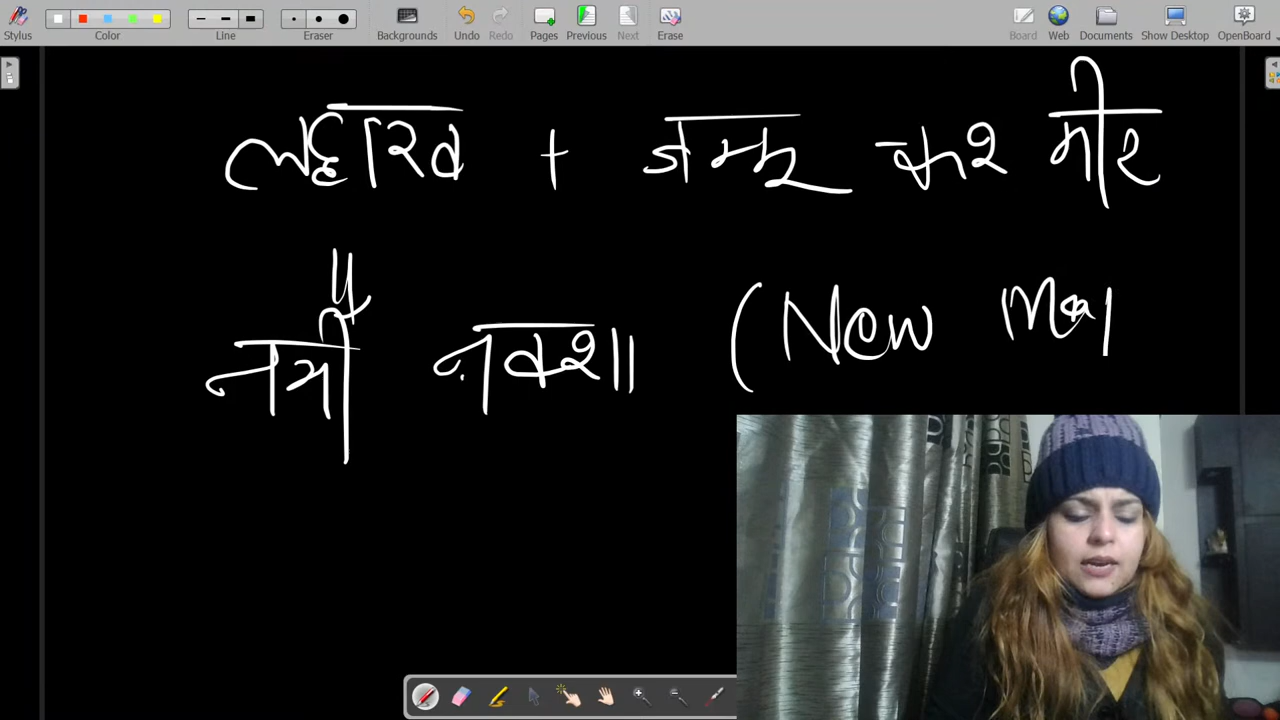 Stylus
Color
Line
Eraser
Backgrounds
Undo
Redo
Pages
Previous
Next
Erase
Board
Web
Documents
Show Desktop
OpenBoard
लद्दाख + जम्मू कश्मीर
नयी नक्शा (New Ma